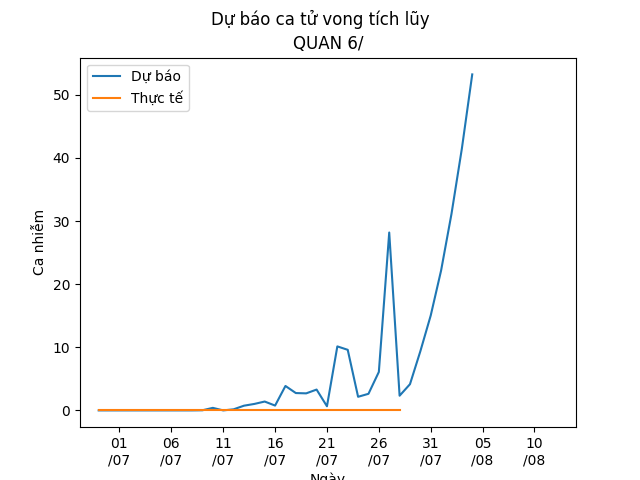 Dự báo ca tử vong tích lũy
QUAN 6/
Dự báo
Thực tế
Ca nhiễm
50
40
30
20
10
0
01 06 11 16 21 26 31 05 10
/07 /07 /07 /07 /07 /07 /07 /08 /08
Ngày